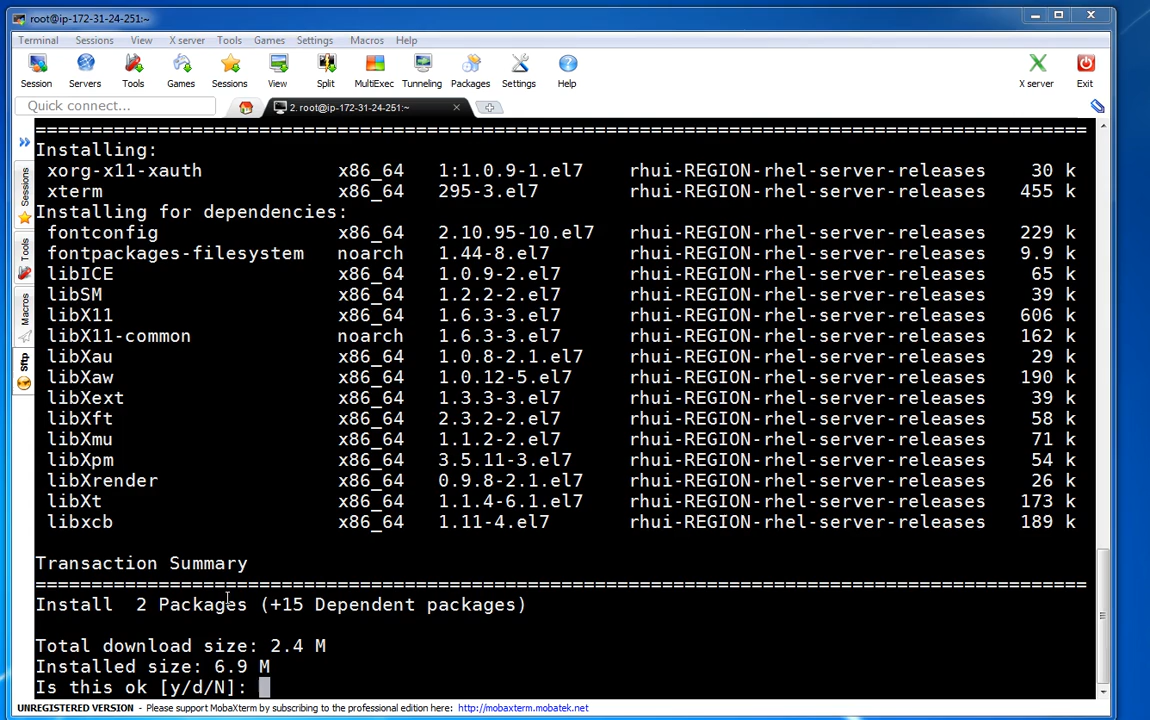 root@ip-172-31-24-251:~
Terminal Sessions View X server Tools Games Settings Macros Help
Session Servers Tools Games Sessions View Split MultiExec Tunneling Packages Settings Help X server Exit
Quick connect... 2. root@ip-172-31-24-251:~
Sessions
Tools
Macros
Sftp
================================================================================
Installing:
xorg-x11-xauth x86_64 1:1.0.9-1.el7 rhui-REGION-rhel-server-releases 30 k
xterm x86_64 295-3.el7 rhui-REGION-rhel-server-releases 455 k
Installing for dependencies:
fontconfig x86_64 2.10.95-10.el7 rhui-REGION-rhel-server-releases 229 k
fontpackages-filesystem noarch 1.44-8.el7 rhui-REGION-rhel-server-releases 9.9 k
libICE x86_64 1.0.9-2.el7 rhui-REGION-rhel-server-releases 65 k
libSM x86_64 1.2.2-2.el7 rhui-REGION-rhel-server-releases 39 k
libX11 x86_64 1.6.3-3.el7 rhui-REGION-rhel-server-releases 606 k
libX11-common noarch 1.6.3-3.el7 rhui-REGION-rhel-server-releases 162 k
libXau x86_64 1.0.8-2.1.el7 rhui-REGION-rhel-server-releases 29 k
libXaw x86_64 1.0.12-5.el7 rhui-REGION-rhel-server-releases 190 k
libXext x86_64 1.3.3-3.el7 rhui-REGION-rhel-server-releases 39 k
libXft x86_64 2.3.2-2.el7 rhui-REGION-rhel-server-releases 58 k
libXmu x86_64 1.1.2-2.el7 rhui-REGION-rhel-server-releases 71 k
libXpm x86_64 3.5.11-3.el7 rhui-REGION-rhel-server-releases 54 k
libXrender x86_64 0.9.8-2.1.el7 rhui-REGION-rhel-server-releases 26 k
libXt x86_64 1.1.4-6.1.el7 rhui-REGION-rhel-server-releases 173 k
libxcb x86_64 1.11-4.el7 rhui-REGION-rhel-server-releases 189 k
Transaction Summary
================================================================================
Install 2 Packages (+15 Dependent packages)
Total download size: 2.4 M
Installed size: 6.9 M
Is this ok [y/d/N]:
UNREGISTERED VERSION - Please support MobaXterm by subscribing to the professional edition here: http://mobaxterm.mobatek.net